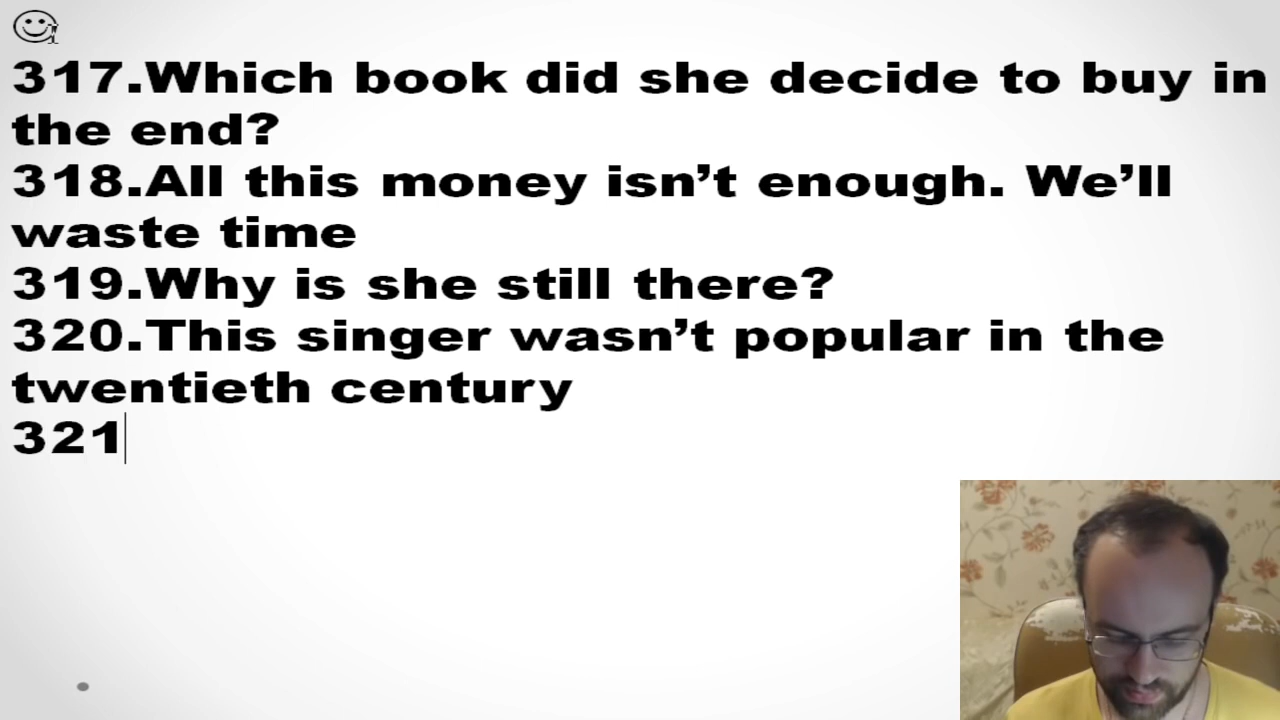 317.Which book did she decide to buy in
the end?
318.All this money isn’t enough. We’ll
waste time
319.Why is she still there?
320.This singer wasn’t popular in the
twentieth century
321